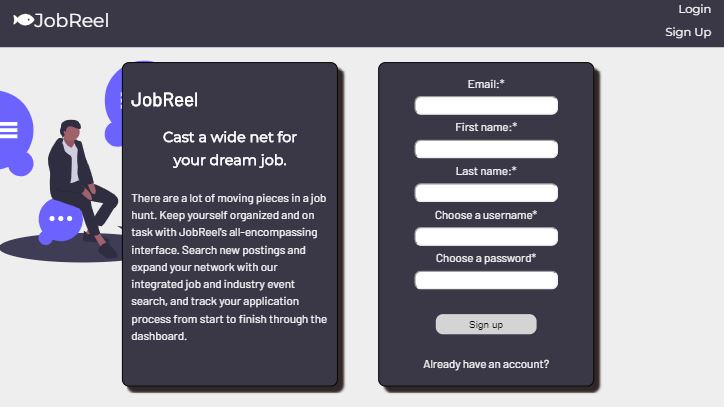 JobReel
Login
Sign Up
JobReel
Cast a wide net for
your dream job.
There are a lot of moving pieces in a job
hunt. Keep yourself organized and on
task with JobReel's all-encompassing
interface. Search new postings and
expand your network with our
integrated job and industry event
search, and track your application
process from start to finish through the
dashboard.
Email:*
First name:*
Last name:*
Choose a username*
Choose a password*
Sign up
Already have an account?